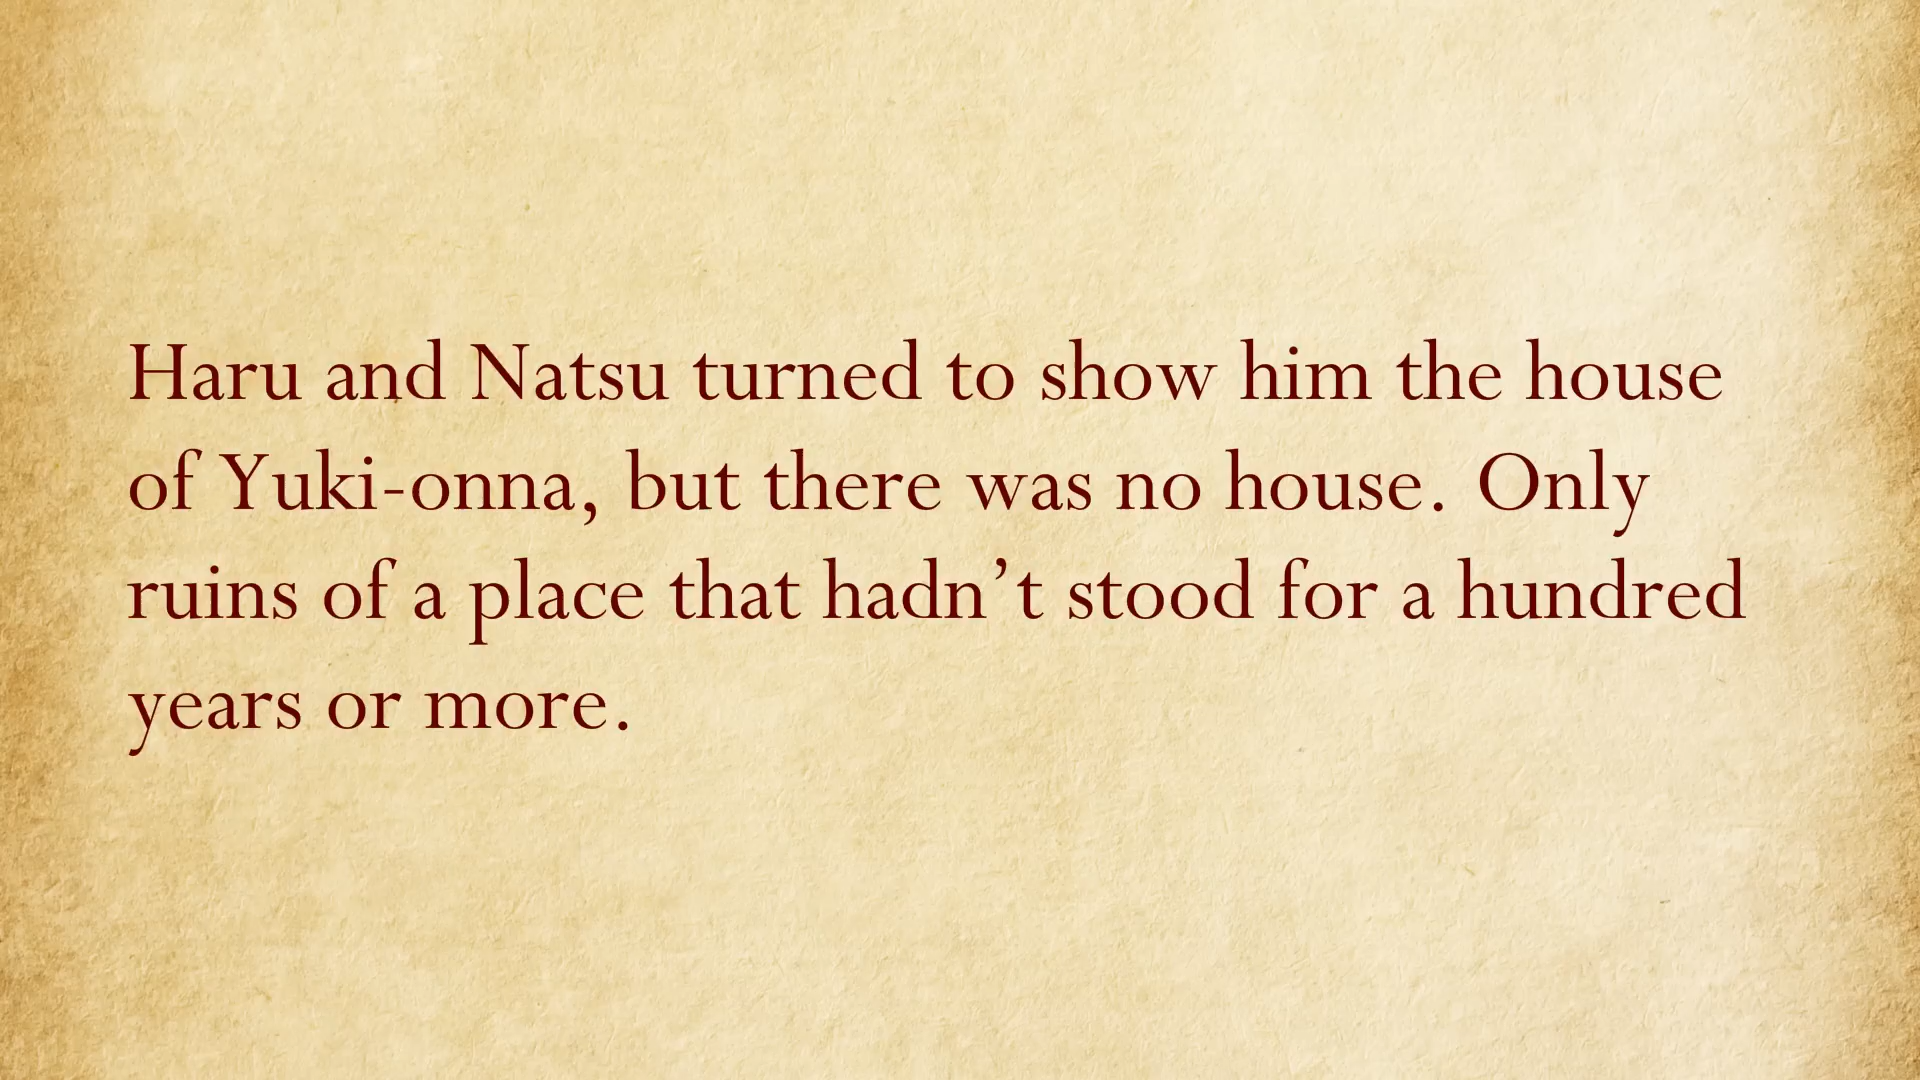 Haru and Natsu turned to show him the house
of Yuki-onna, but there was no house. Only
ruins of a place that hadn’t stood for a hundred
years or more.